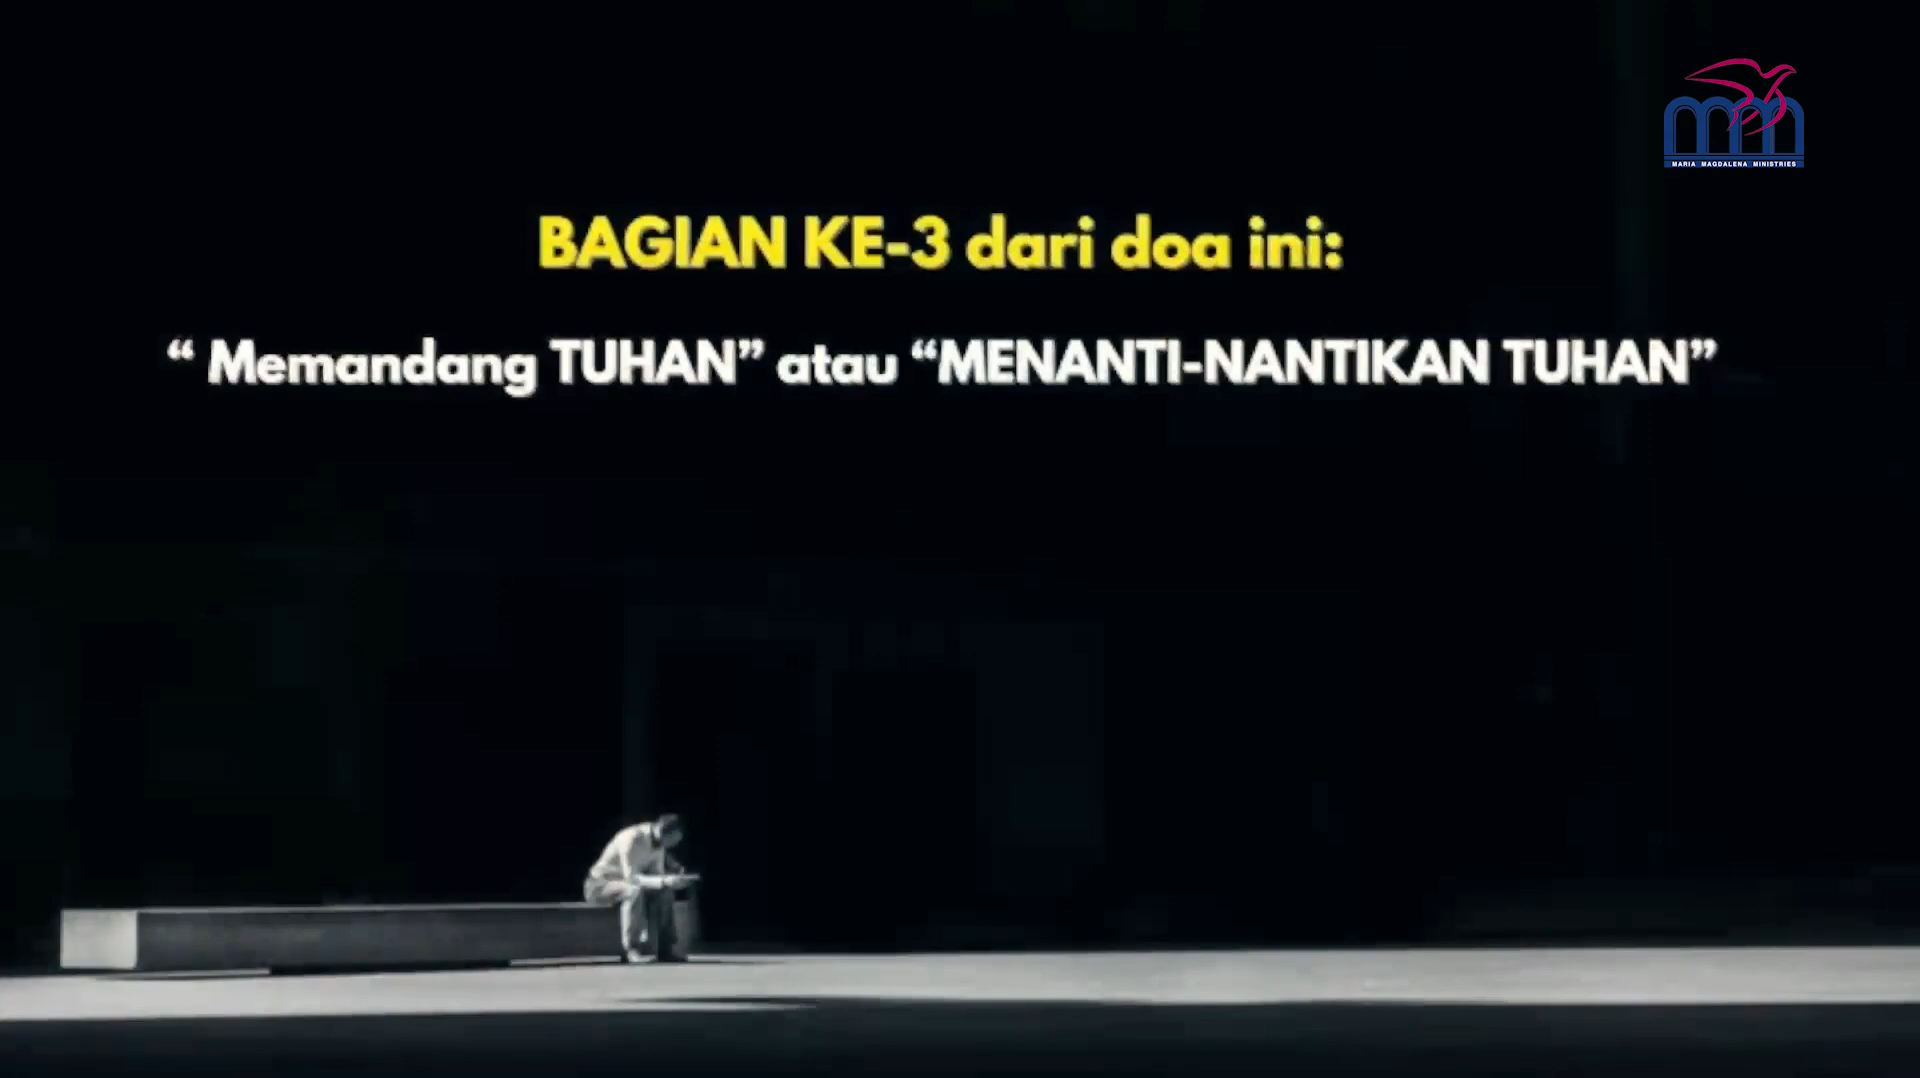 MARIA MAGDALENA MINISTRIES
BAGIAN KE-3 dari doa ini:
“ Memandang TUHAN” atau “MENANTI-NANTIKAN TUHAN”